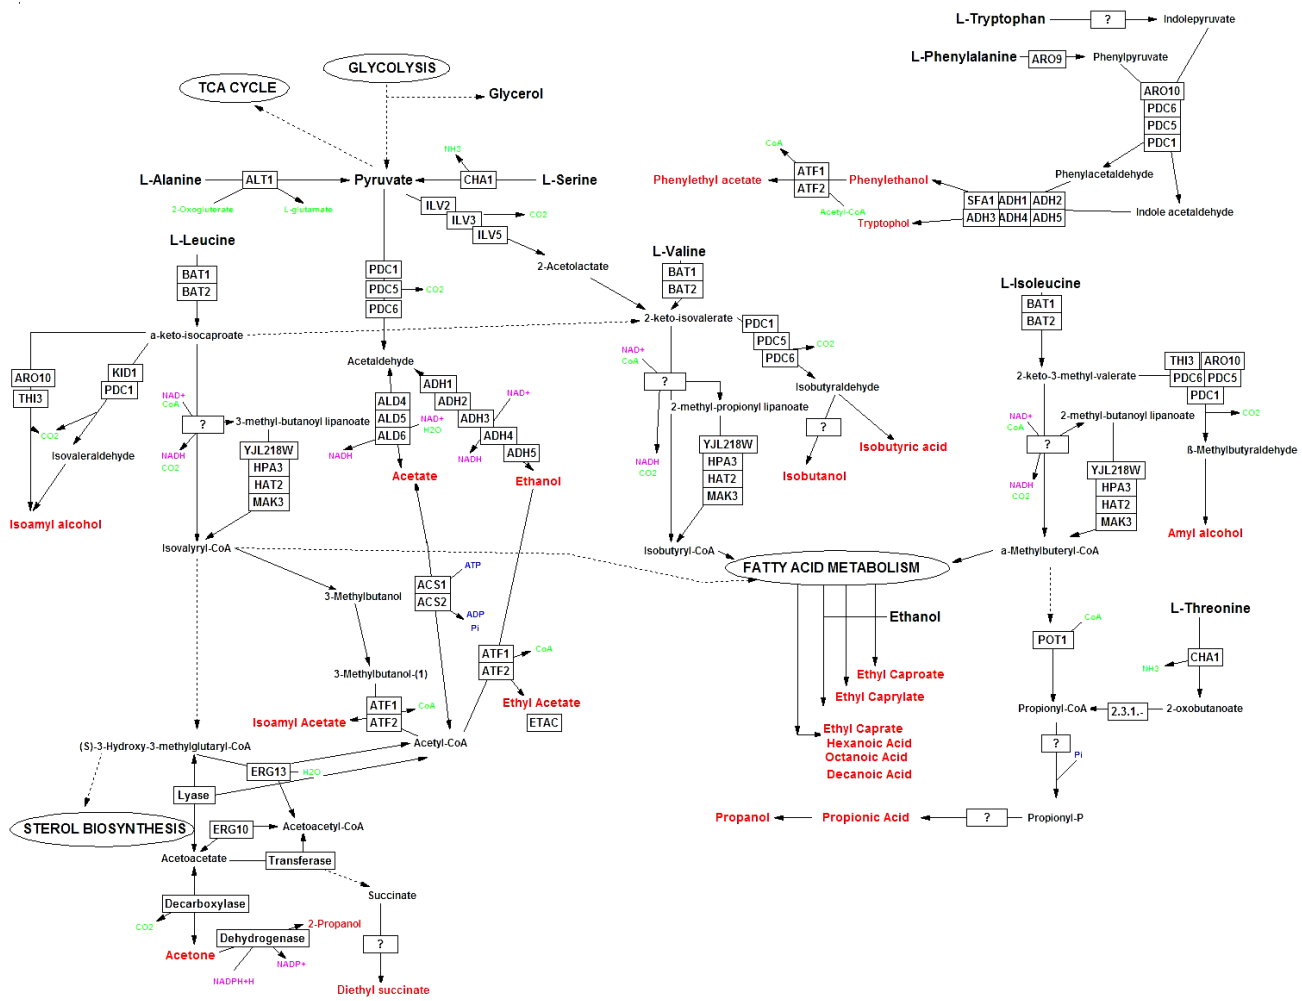 L-Tryptophan
?
Indolepyruvate
L-Phenylalanine
ARO9
Phenylpyruvate
GLYCOLYSIS
TCA CYCLE
Glycerol
ARO10
PDC6
PDC5
PDC1
NH3
CoA
L-Alanine
ALT1
Pyruvate
CHA1
L-Serine
2-Oxogluterate
L-glutamate
ILV2
ILV3
ILV5
CO2
Phenylethyl acetate
ATF1
ATF2
Acetyl-CoA
Phenylethanol
Tryptophol
Phenylacetaldehyde
SFA1
ADH1
ADH2
ADH3
ADH4
ADH5
Indole acetaldehyde
L-Leucine
BAT1
BAT2
2-Acetolactate
L-Valine
BAT1
BAT2
L-Isoleucine
BAT1
BAT2
PDC1
PDC5
PDC6
CO2
a-keto-isocaproate
2-keto-isovalerate
PDC1
PDC5
PDC6
CO2
Acetaldehyde
ARO10
THI3
KID1
PDC1
NAD+
CoA
?
NADH
CO2
CO2
3-methyl-butanoyl lipanoate
YJL218W
HPA3
HAT2
MAK3
Isovaleraldehyde
Isoamyl alcohol
ALD4
ALD5
ALD6
NAD+
H2O
NADH
Acetate
ADH1
ADH2
ADH3
ADH4
ADH5
NAD+
NADH
Ethanol
NAD+
CoA
?
NADH
CO2
2-methyl-propionyl lipanoate
YJL218W
HPA3
HAT2
MAK3
Isobutyraldehyde
?
Isobutanol
Isobutyric acid
2-keto-3-methyl-valerate
THI3
ARO10
PDC6
PDC5
PDC1
CO2
NAD+
CoA
?
NADH
CO2
2-methyl-butanoyl lipanoate
YJL218W
HPA3
HAT2
MAK3
ß-Methylbutyraldehyde
Amyl alcohol
Isovalyryl-CoA
Isobutyryl-CoA
a-Methylbuteryl-CoA
FATTY ACID METABOLISM
3-Methylbutanol
ACS1
ACS2
ATP
ADP
Pi
Ethanol
L-Threonine
POT1
CoA
CHA1
NH3
3-Methylbutanol-(1)
ATF1
ATF2
CoA
Ethyl Acetate
ETAC
Ethyl Caproate
Ethyl Caprylate
Ethyl Caprate
Hexanoic Acid
Octanoic Acid
Decanoic Acid
Isoamyl Acetate
ATF1
ATF2
CoA
Acetyl-CoA
Propionyl-CoA
2.3.1.-
2-oxobutanoate
?
Pi
(S)-3-Hydroxy-3-methylglutaryl-CoA
ERG13
H2O
Lyase
STEROL BIOSYNTHESIS
ERG10
Acetoacetyl-CoA
Acetoacetate
Transferase
Propanol
Propionic Acid
?
Propionyl-P
Succinate
Decarboxylase
CO2
2-Propanol
Dehydrogenase
Acetone
NADPH+H
NADP+
?
Diethyl succinate